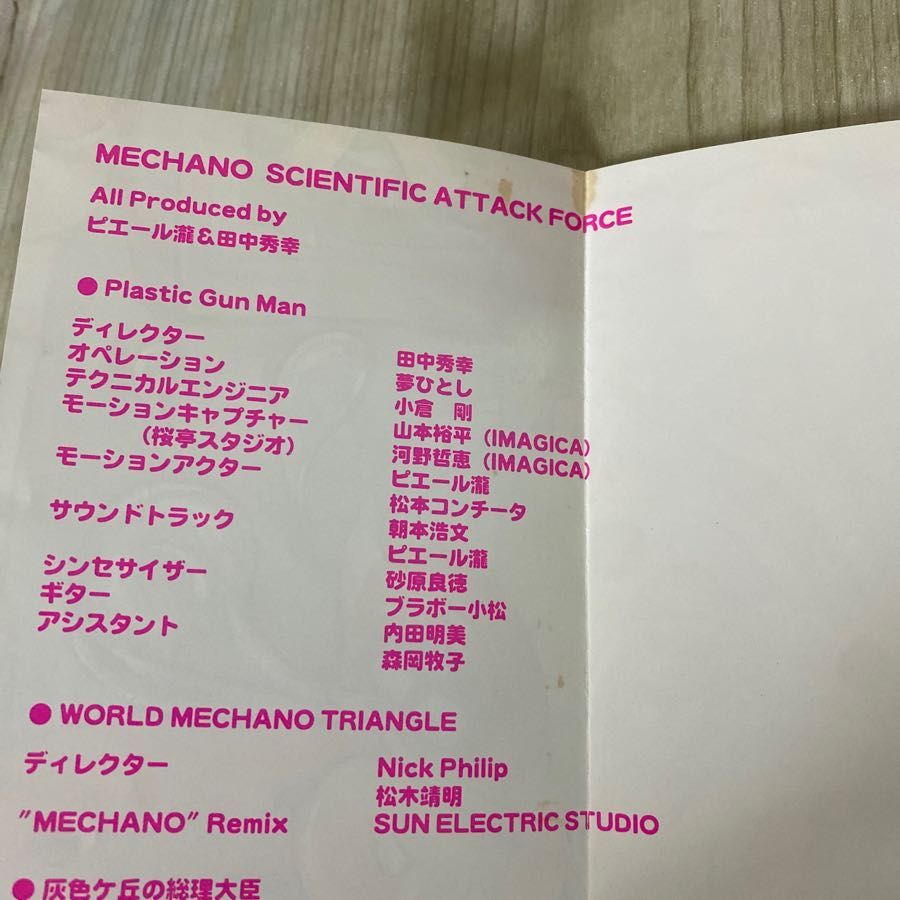 MECHANO SCIENTIFIC ATTACK FORCE
All Produced by
ピエール瀧&田中秀幸
● Plastic Gun Man
ディレクター 田中秀幸
オペレーション 夢ひとし
テクニカルエンジニア 小倉 剛
モーションキャプチャー 山本裕平(IMAGICA)
(桜亭スタジオ) 河野哲恵(IMAGICA)
モーションアクター ピエール瀧
松本コンチータ
サウンドトラック 朝本浩文
ピエール瀧
シンセサイザー 砂原良徳
ギター ブラボー小松
アシスタント 内田明美
森岡牧子
● WORLD MECHANO TRIANGLE
ディレクター Nick Philip
松木靖明
"MECHANO" Remix SUN ELECTRIC STUDIO
● 灰色ケ丘の総理大臣